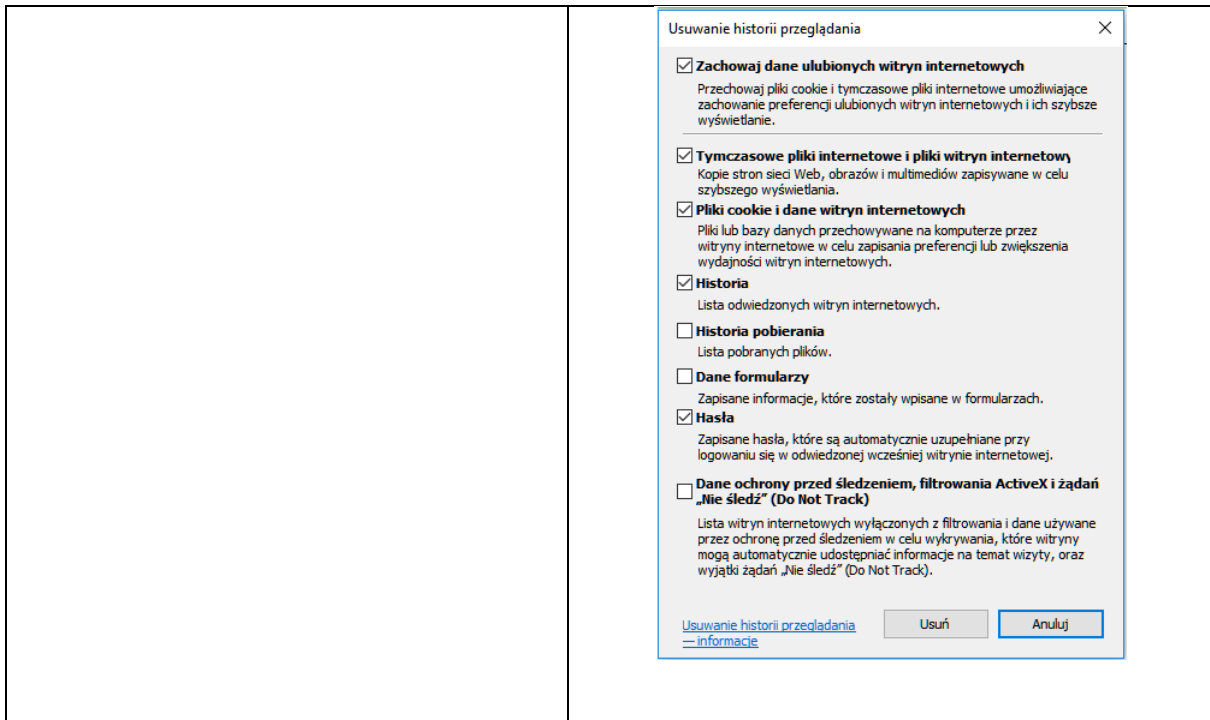 Usuwanie historii przeglądania
Zachowaj dane ulubionych witryn internetowych
Przechowaj pliki cookie i tymczasowe pliki internetowe umożliwiające
zachowanie preferencji ulubionych witryn internetowych i ich szybsze
wyświetlanie.
Tymczasowe pliki internetowe i pliki witryn internetowy
Kopie stron sieci Web, obrazów i multimediów zapisywane w celu
szybszego wyświetlania.
Pliki cookie i dane witryn internetowych
Pliki lub bazy danych przechowywane na komputerze przez
witryny internetowe w celu zapisania preferencji lub zwiększenia
wydajności witryn internetowych.
Historia
Lista odwiedzonych witryn internetowych.
Historia pobierania
Lista pobranych plików.
Dane formularzy
Zapisane informacje, które zostały wpisane w formularzach.
Hasła
Zapisane hasła, które są automatycznie uzupełniane przy
logowaniu się w odwiedzonej wcześniej witrynie internetowej.
Dane ochrony przed śledzeniem, filtrowania ActiveX i żądań
„Nie śledź” (Do Not Track)
Lista witryn internetowych wyłączonych z filtrowania i dane używane
przez ochronę przed śledzeniem w celu wykrywania, które witryny
mogą automatycznie udostępniać informacje na temat wizyty, oraz
wyjątki żądań „Nie śledź” (Do Not Track).
Usuwanie historii przeglądania
— informacje
Usuń
Anuluj